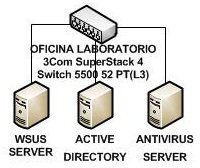 OFICINA LABORATORIO
3Com SuperStack 4
Switch 5500 52 PT(L3)
WSUS
SERVER
ACTIVE
DIRECTORY
ANTIVIRUS
SERVER